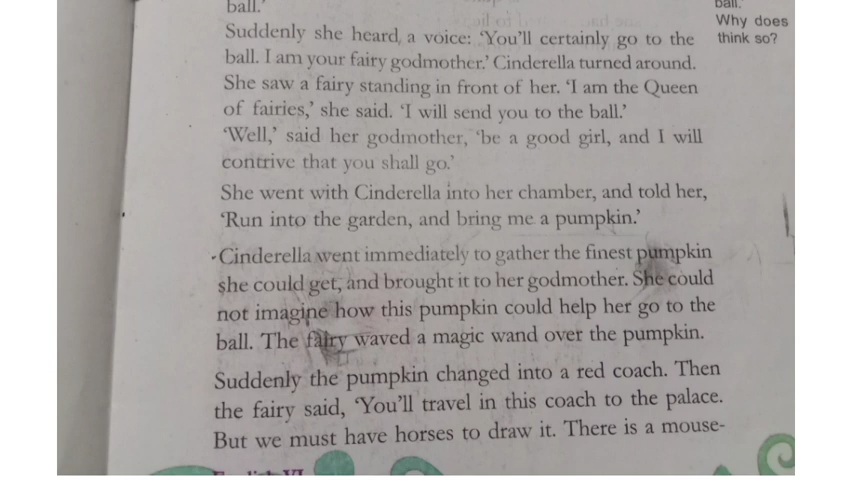 ball.'
Suddenly she heard a voice: 'You'll certainly go to the
ball. I am your fairy godmother.' Cinderella turned around.
She saw a fairy standing in front of her. 'I am the Queen
of fairies,' she said. 'I will send you to the ball.'
'Well,' said her godmother, 'be a good girl, and I will
contrive that you shall go.'
She went with Cinderella into her chamber, and told her,
'Run into the garden, and bring me a pumpkin.'
Cinderella went immediately to gather the finest pumpkin
she could get, and brought it to her godmother. She could
not imagine how this pumpkin could help her go to the
ball. The fairy waved a magic wand over the pumpkin.
Suddenly the pumpkin changed into a red coach. Then
the fairy said, 'You'll travel in this coach to the palace.
But we must have horses to draw it. There is a mouse-
ball.
Why does
think so?
English VI